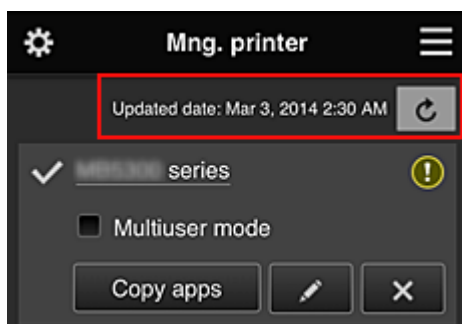 Mng. printer
Updated date: Mar 3, 2014 2:30 AM
series
Multiuser mode
Copy apps